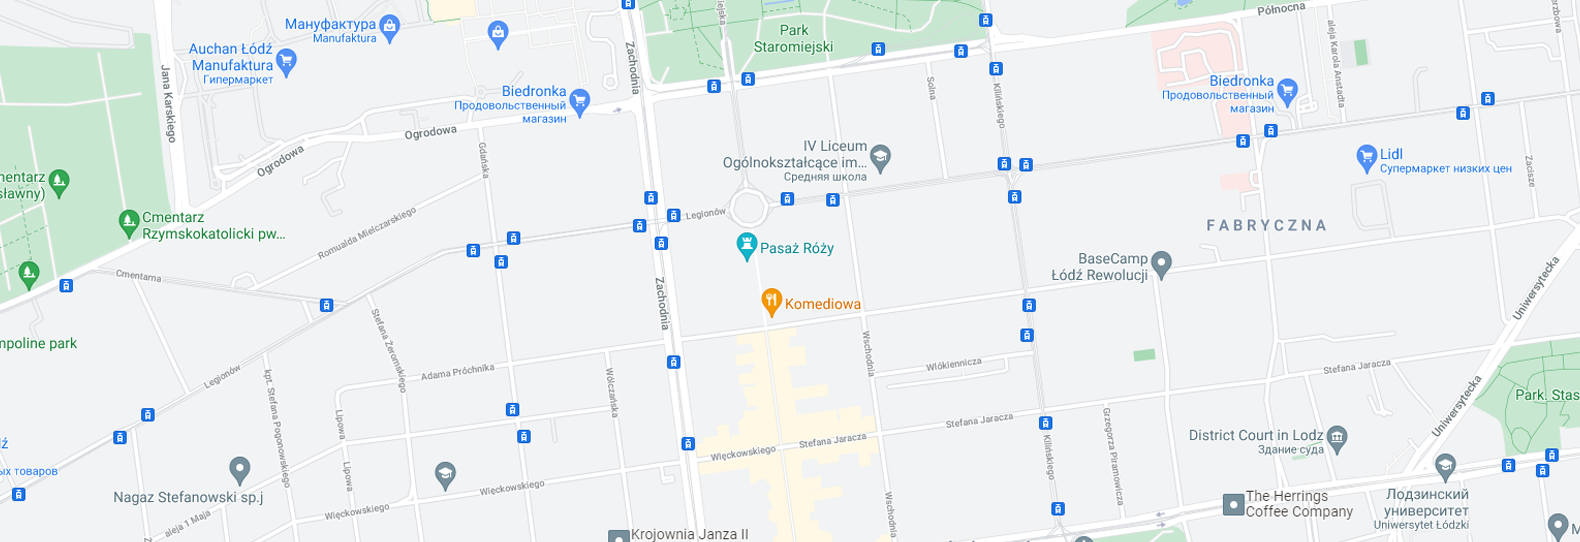 Мануфактура
Manufaktura
Auchan Łódź
Manufaktura
Гипермаркет
Biedronka
Продовольственный
магазин
Park
Staromiejski
Północna
Biedronka
Продовольственный
магазин
aleja Karola Anstadta
Zachodnia
Jana Karskiego
Ogrodowa
Ogrodowa
Gdańska
Solna
Kilińskiego
IV Liceum
Ogólnokształcące im...
Средняя школа
Lidl
Супермаркет низких цен
Zacisze
mentarz
sławny)
Cmentarz
Rzymskokatolicki pw...
Romualda Mielczarskiego
Legionów
FABRYCZNA
Pasaż Róży
BaseCamp
Łódź Rewolucji
Cmentarna
Zachodnia
Komediowa
Uniwersytecka
mpoline park
Stefana Żeromskiego
Legionów
kpt. Stefana Pogonowskiego
Adama Próchnika
Wólczańska
Wschodnia
Włókiennicza
Stefana Jaracza
Lipowa
Stefana Jaracza
Stefana Jaracza
Więckowskiego
Kilińskiego
Grzegorza Piramowicza
Uniwersytecka
Park. Stas
District Court in Lodz
Здание суда
ых товаров
Nagaz Stefanowski sp.j
Lipowa
Więckowskiego
Więckowskiego
aleja 1 Maja
Wschodnia
Krojownia Janza II
The Herrings
Coffee Company
Лодзинский
университет
Uniwersytet Łódzki